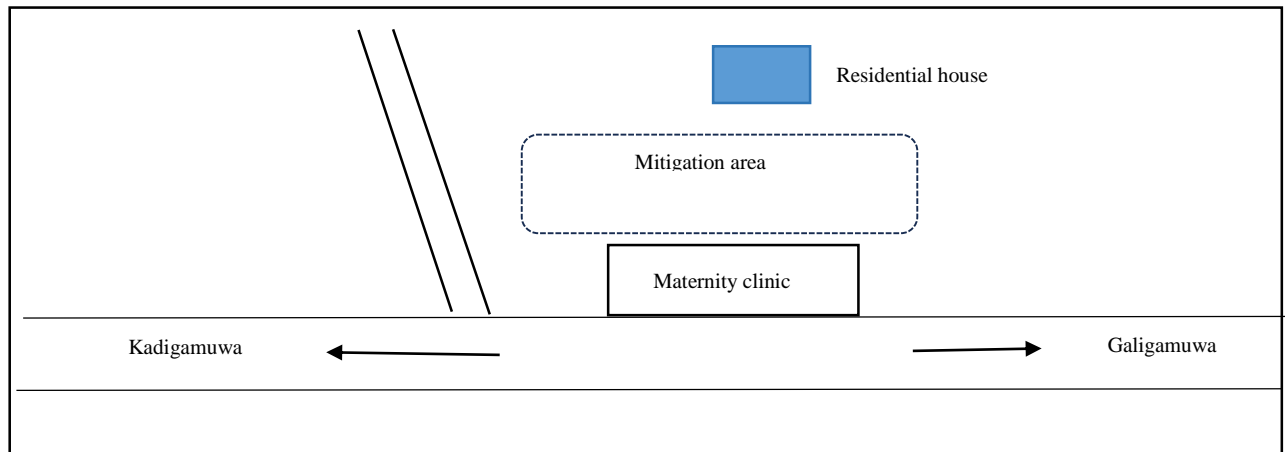 Residential house
Mitigation area
Maternity clinic
Kadigamuwa
Galigamuwa